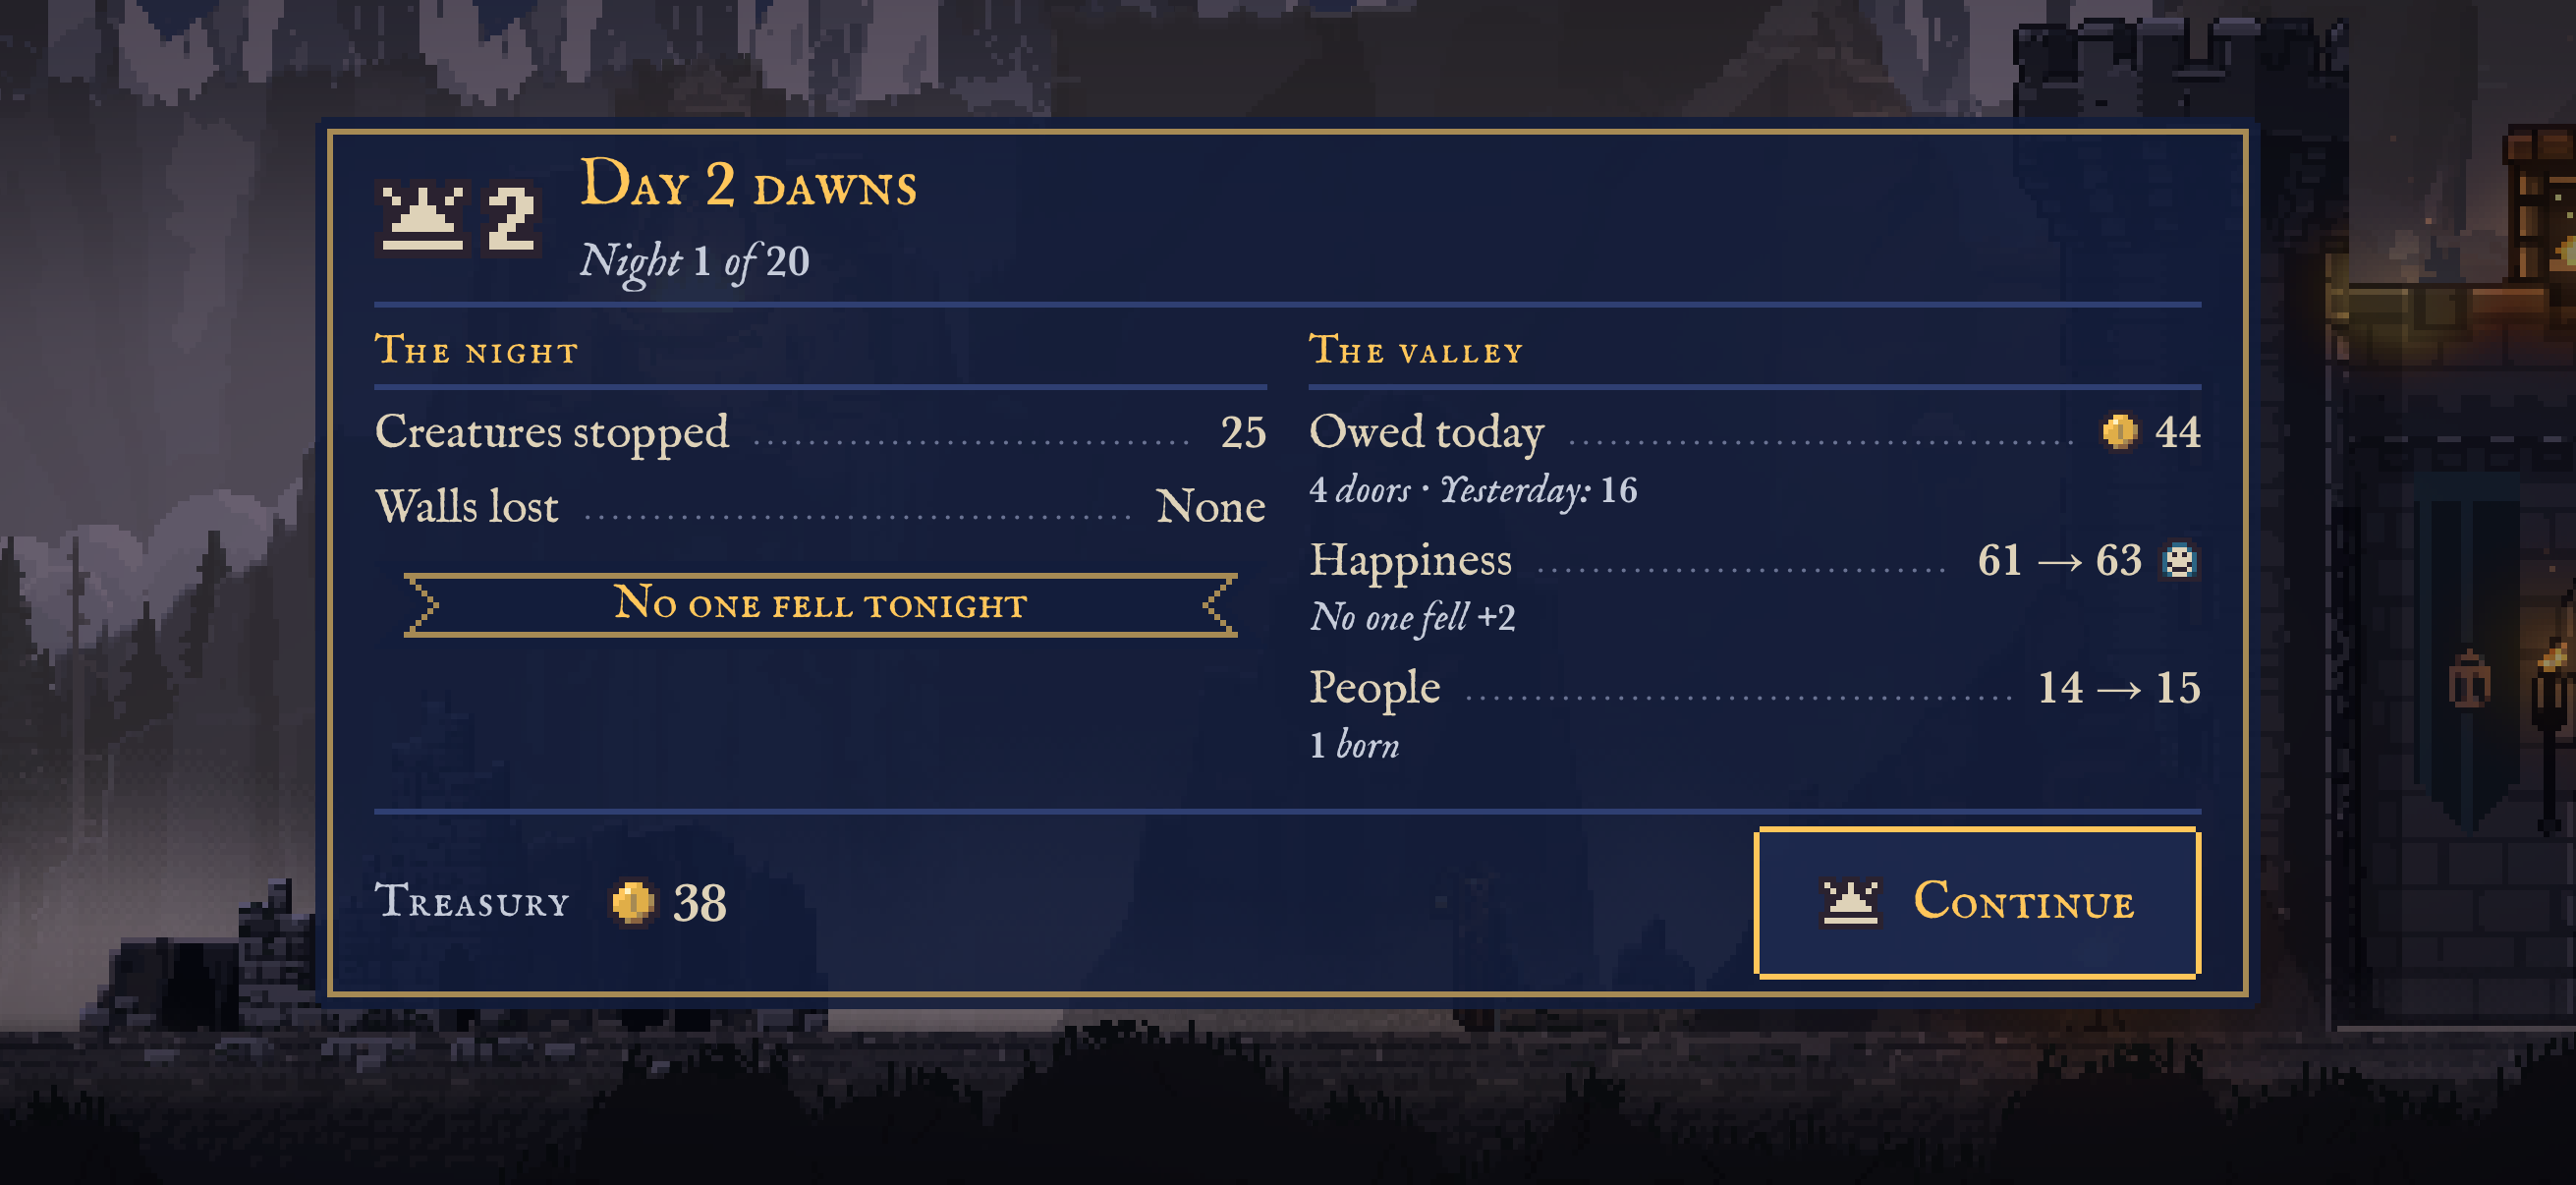 2
Day 2 dawns
Night 1 of 20
The night
Creatures stopped 25
Walls lost None
No one fell tonight
The valley
Owed today 44
4 doors · Yesterday: 16
Happiness 61 → 63
No one fell +2
People 14 → 15
1 born
Treasury 38
Continue